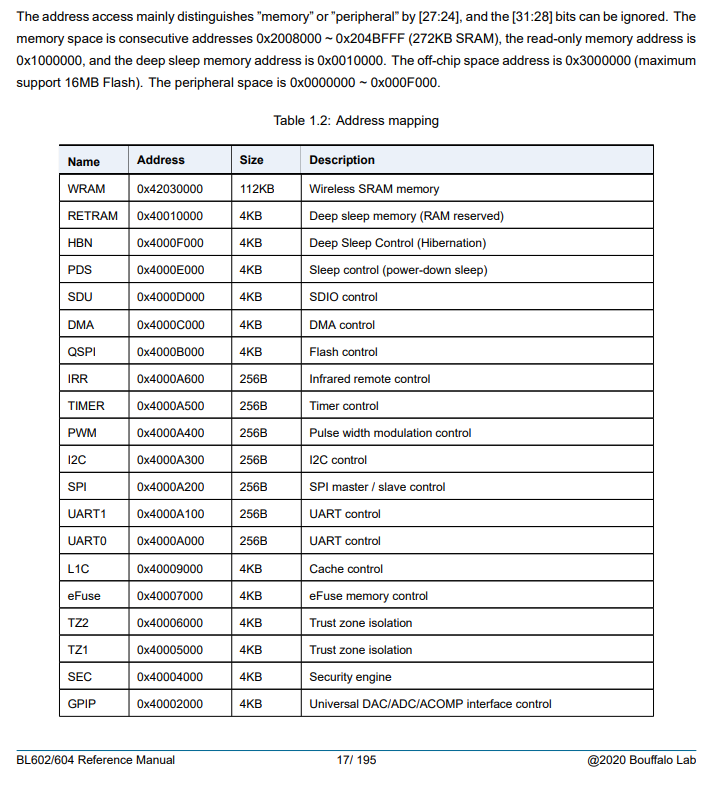 The address access mainly distinguishes ”memory” or ”peripheral” by [27:24], and the [31:28] bits can be ignored. The
memory space is consecutive addresses 0x2008000 ~ 0x204BFFF (272KB SRAM), the read-only memory address is
0x1000000, and the deep sleep memory address is 0x0010000. The off-chip space address is 0x3000000 (maximum
support 16MB Flash). The peripheral space is 0x0000000 ~ 0x000F000.
Table 1.2: Address mapping
Name Address Size Description
WRAM 0x42030000 112KB Wireless SRAM memory
RETRAM 0x40010000 4KB Deep sleep memory (RAM reserved)
HBN 0x4000F000 4KB Deep Sleep Control (Hibernation)
PDS 0x4000E000 4KB Sleep control (power-down sleep)
SDU 0x4000D000 4KB SDIO control
DMA 0x4000C000 4KB DMA control
QSPI 0x4000B000 4KB Flash control
IRR 0x4000A600 256B Infrared remote control
TIMER 0x4000A500 256B Timer control
PWM 0x4000A400 256B Pulse width modulation control
I2C 0x4000A300 256B I2C control
SPI 0x4000A200 256B SPI master / slave control
UART1 0x4000A100 256B UART control
UART0 0x4000A000 256B UART control
L1C 0x40009000 4KB Cache control
eFuse 0x40007000 4KB eFuse memory control
TZ2 0x40006000 4KB Trust zone isolation
TZ1 0x40005000 4KB Trust zone isolation
SEC 0x40004000 4KB Security engine
GPIP 0x40002000 4KB Universal DAC/ADC/ACOMP interface control
BL602/604 Reference Manual 17/ 195 @2020 Bouffalo Lab